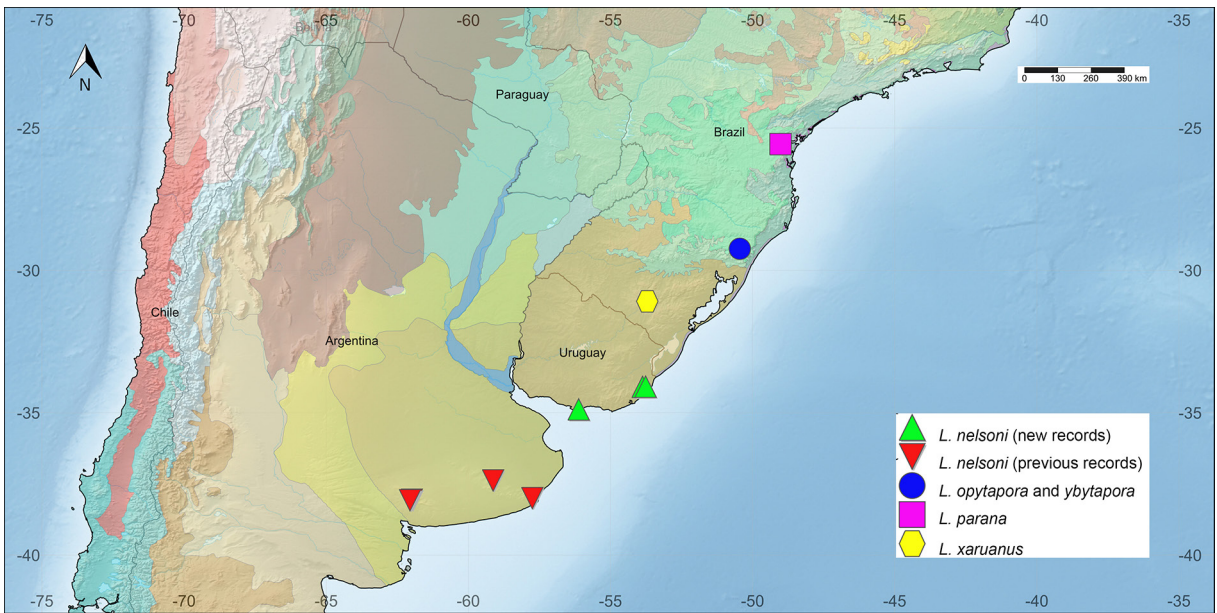 -75 -70 -65 -60 -55 -50 -45 -40 -35
Bolivia
N
0 130 260 390 km
Paraguay
Brazil
-25 -25
-30 -30
Chile
Argentina
Uruguay
-35 -35
L. nelsoni (new records)
L. nelsoni (previous records)
L. opytapora and ybytapora
L. parana
L. xaruanus
-40 -40
-75 -70 -65 -60 -55 -50 -45 -40 -35